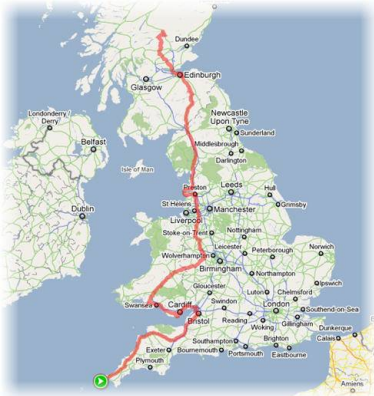 Dundee
Glasgow
Edinburgh
Londonderry /
Derry
Belfast
Newcastle
Upon Tyne
Sunderland
Middlesbrough
Darlington
Isle of Man
Preston
Leeds
Hull
Grimsby
St Helens
Manchester
Liverpool
Dublin
Stoke-on-Trent
Nottingham
Leicester
Peterborough
Norwich
Wolverhampton
Birmingham
Northampton
Ipswich
Gloucester
Luton
Chelmsford
Swansea
Cardiff
Swindon
London
Southend-on-Sea
Bristol
Reading
Gillingham
Woking
Dunkerque
Southampton
Brighton
Calais
Exeter
Bournemouth
Portsmouth
Eastbourne
Plymouth
Amiens